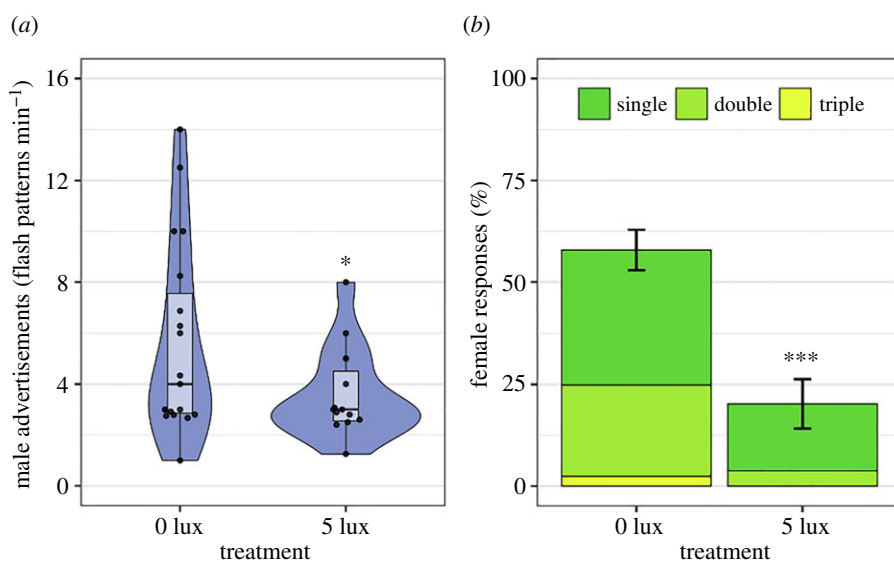 (a)
male advertisements (flash patterns min⁻¹)
16
12
8
4
0
*
0 lux
5 lux
treatment
(b)
female responses (%)
100
75
50
25
0
single
double
triple
***
0 lux
5 lux
treatment